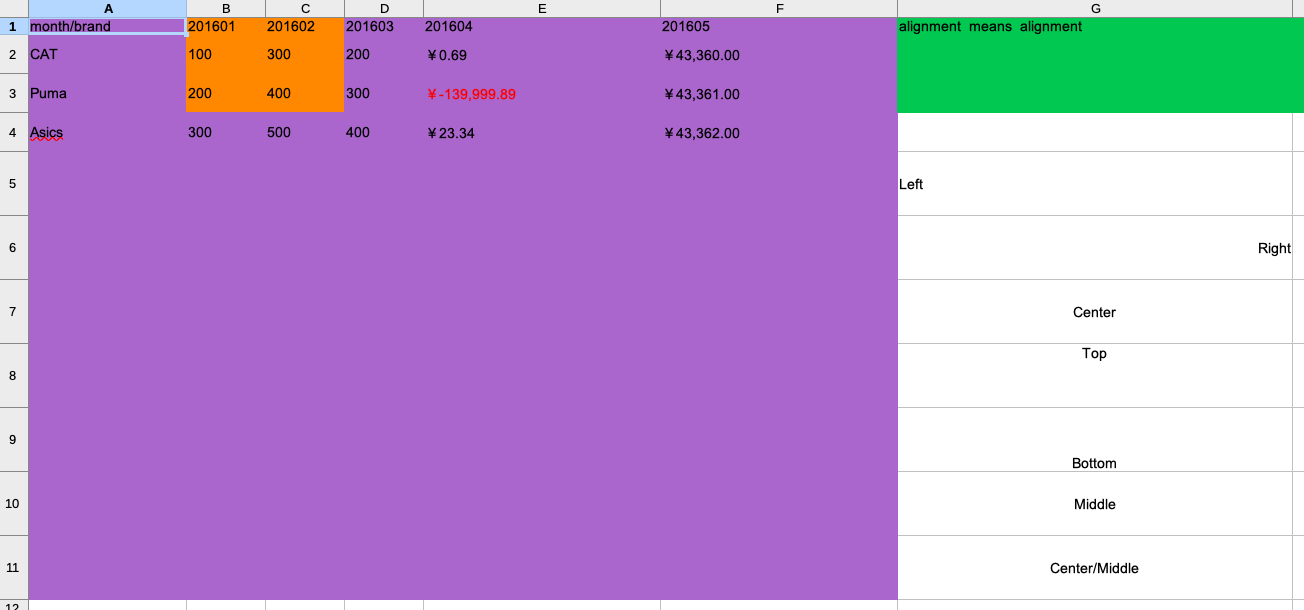 A B C D E F G
1 month/brand 201601 201602 201603 201604 201605 alignment means alignment
2 CAT 100 300 200 ¥0.69 ¥43,360.00
3 Puma 200 400 300 ¥-139,999.89 ¥43,361.00
4 Asics 300 500 400 ¥23.34 ¥43,362.00
5 Left
6 Right
7 Center
8 Top
9 Bottom
10 Middle
11 Center/Middle
12